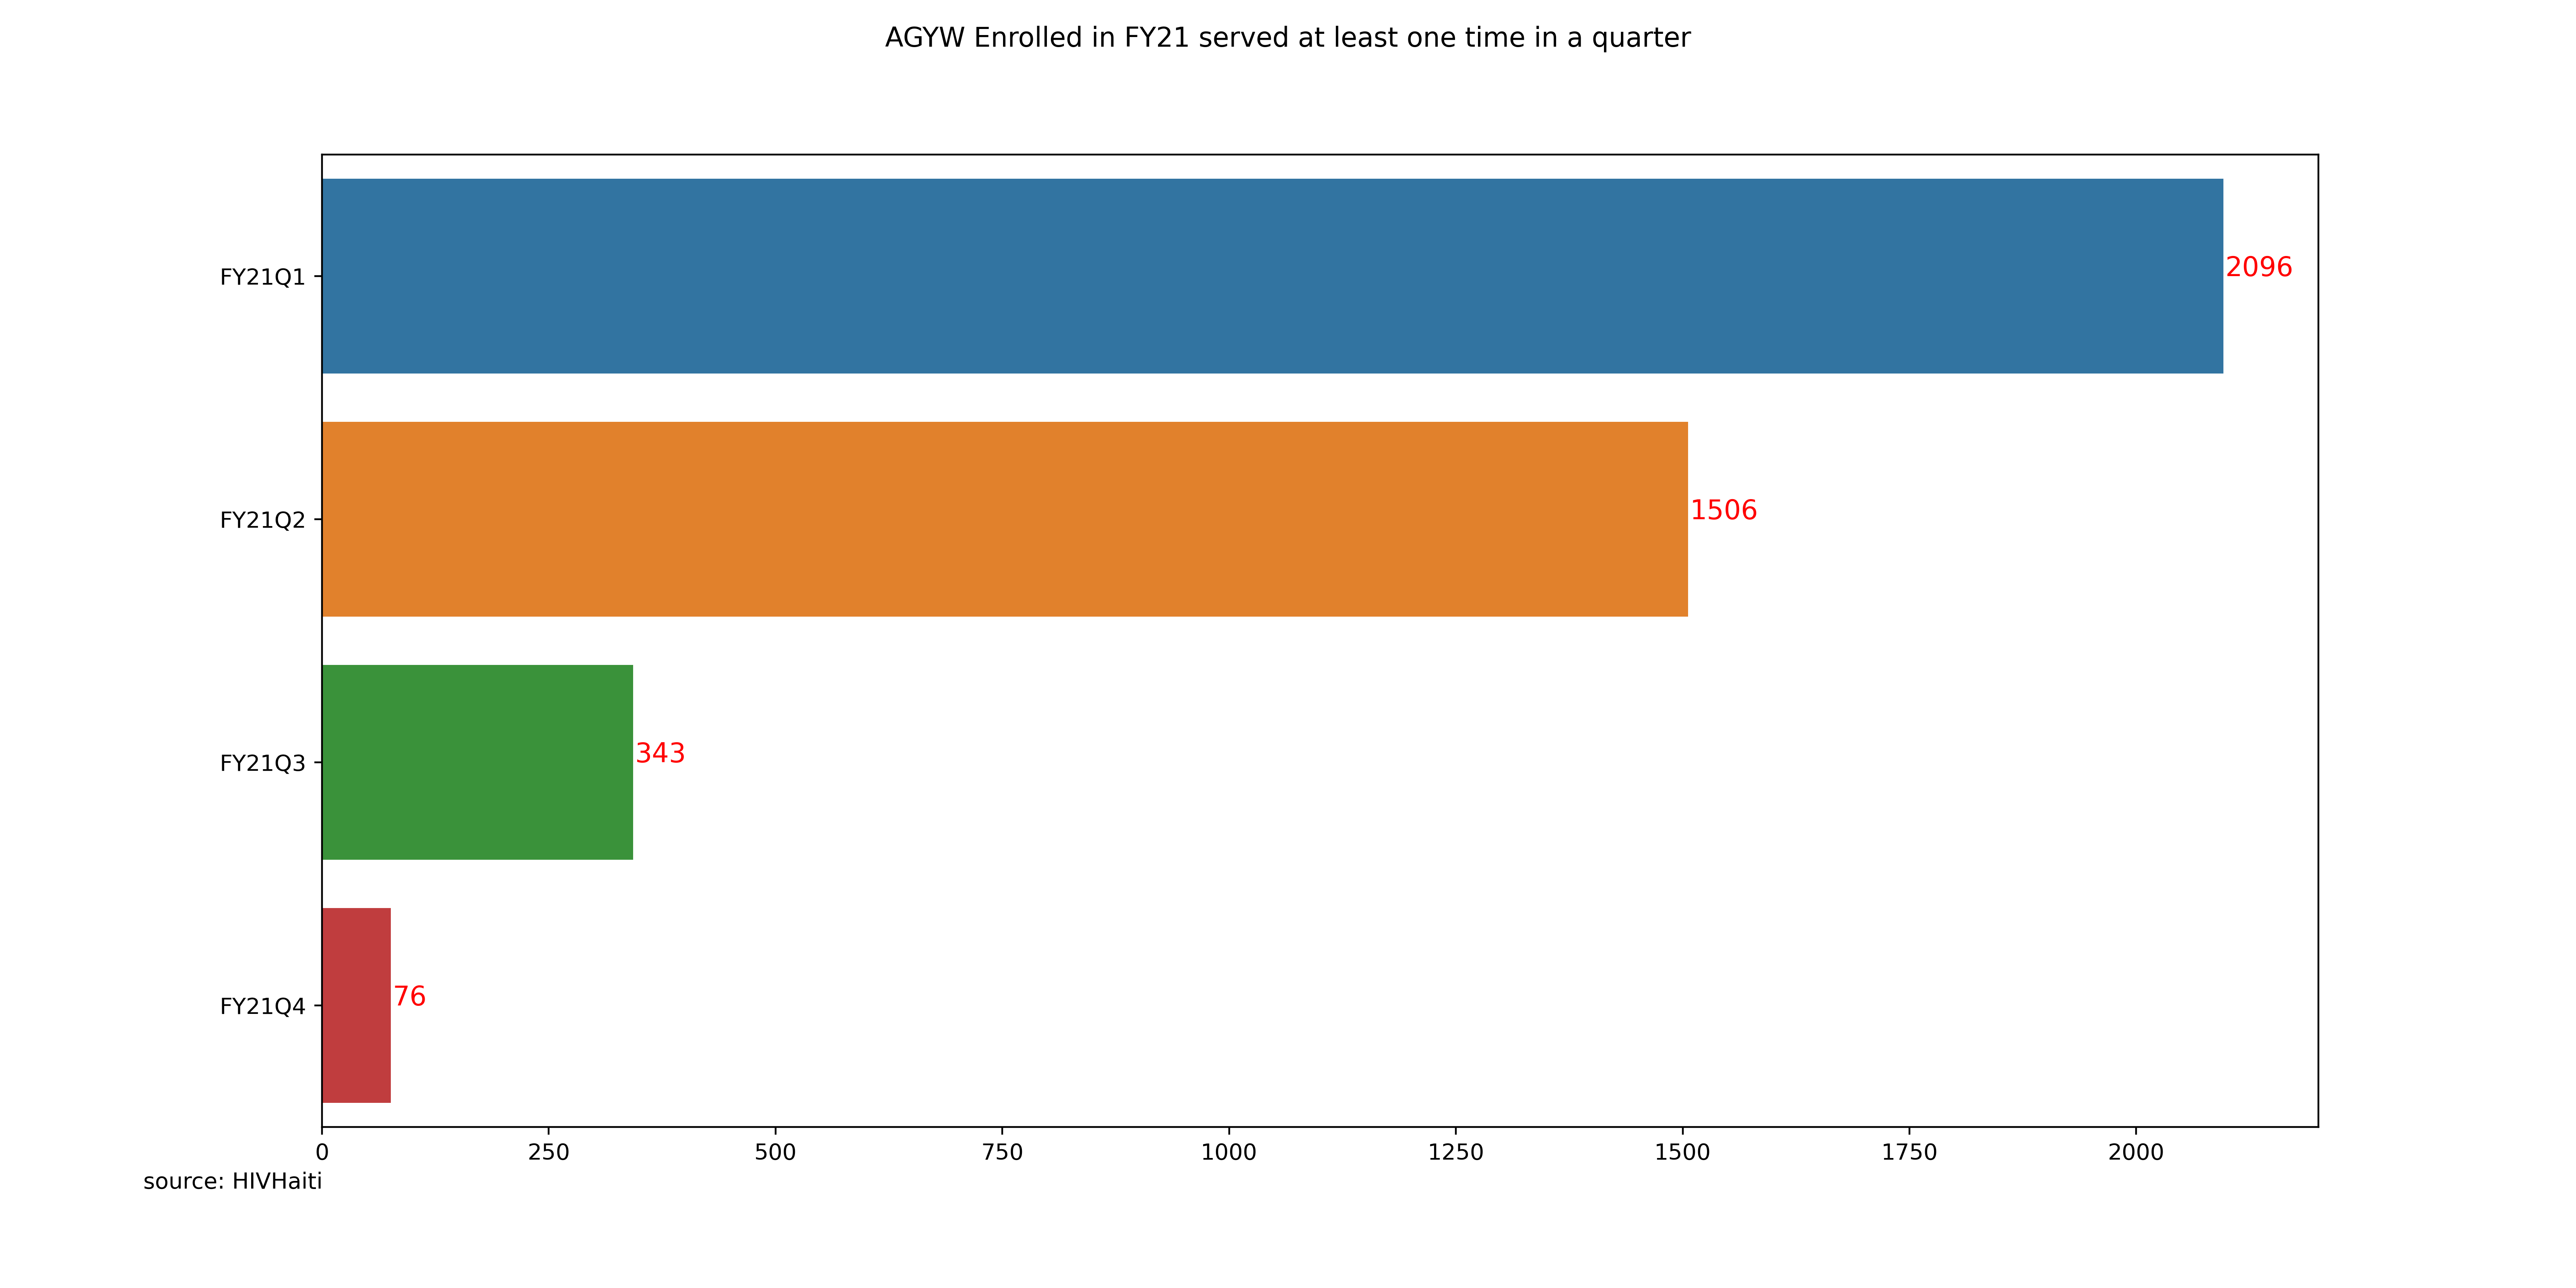 AGYW Enrolled in FY21 served at least one time in a quarter
FY21Q1
2096
FY21Q2
1506
FY21Q3
343
FY21Q4
76
0 250 500 750 1000 1250 1500 1750 2000
source: HIVHaiti